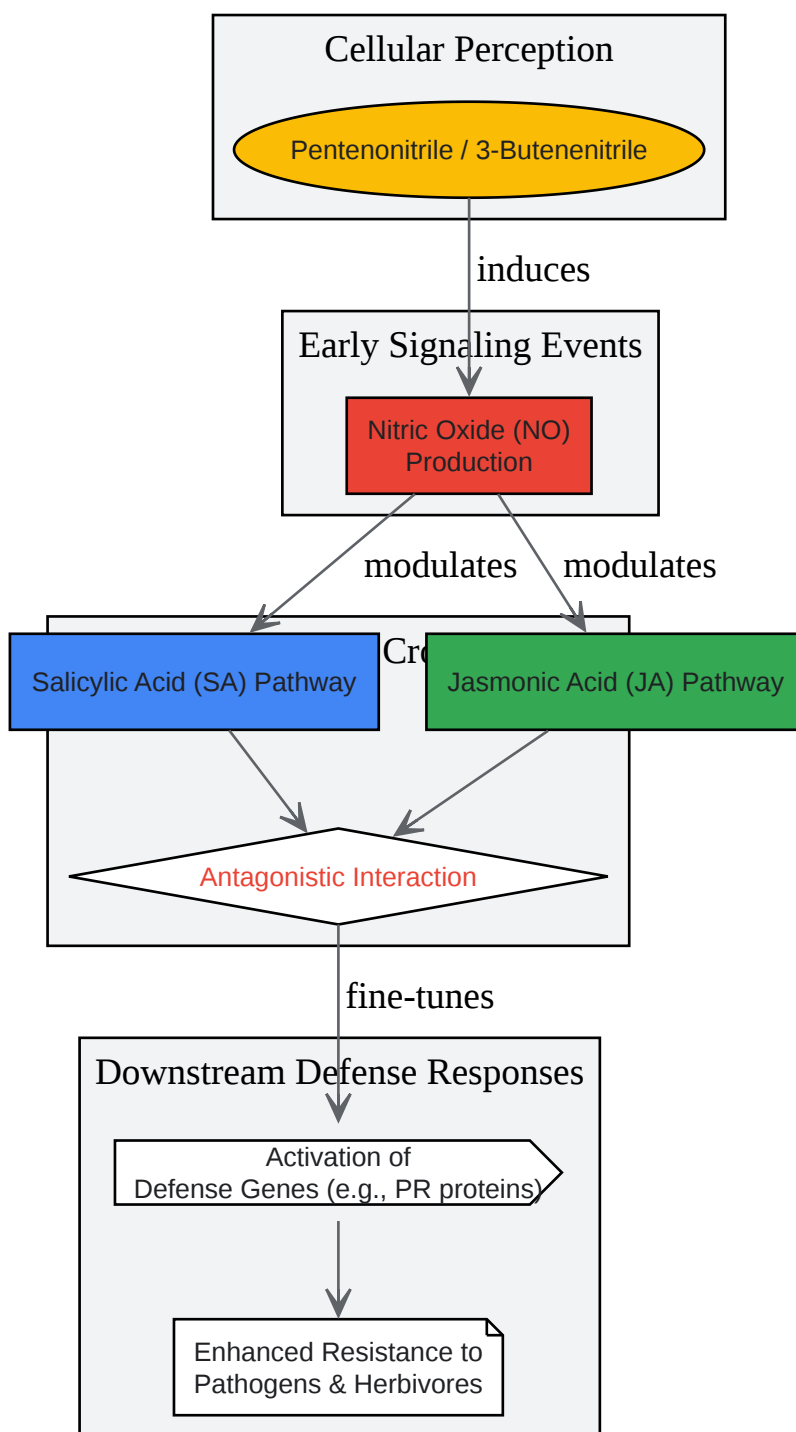 Cellular Perception
Pentenonitrile / 3-Butenenitrile
induces
Early Signaling Events
Nitric Oxide (NO)
Production
modulates
modulates
Salicylic Acid (SA) Pathway
Jasmonic Acid (JA) Pathway
Antagonistic Interaction
fine-tunes
Downstream Defense Responses
Activation of
Defense Genes (e.g., PR proteins)
Enhanced Resistance to
Pathogens & Herbivores